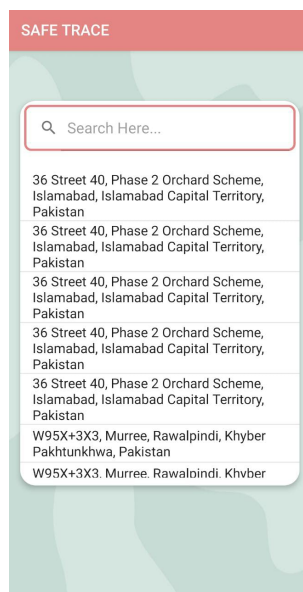 SAFE TRACE
Search Here...
36 Street 40, Phase 2 Orchard Scheme,
Islamabad, Islamabad Capital Territory,
Pakistan
36 Street 40, Phase 2 Orchard Scheme,
Islamabad, Islamabad Capital Territory,
Pakistan
36 Street 40, Phase 2 Orchard Scheme,
Islamabad, Islamabad Capital Territory,
Pakistan
36 Street 40, Phase 2 Orchard Scheme,
Islamabad, Islamabad Capital Territory,
Pakistan
36 Street 40, Phase 2 Orchard Scheme,
Islamabad, Islamabad Capital Territory,
Pakistan
W95X+3X3, Murree, Rawalpindi, Khyber
Pakhtunkhwa, Pakistan
W95X+3X3, Murree, Rawalpindi, Khyber